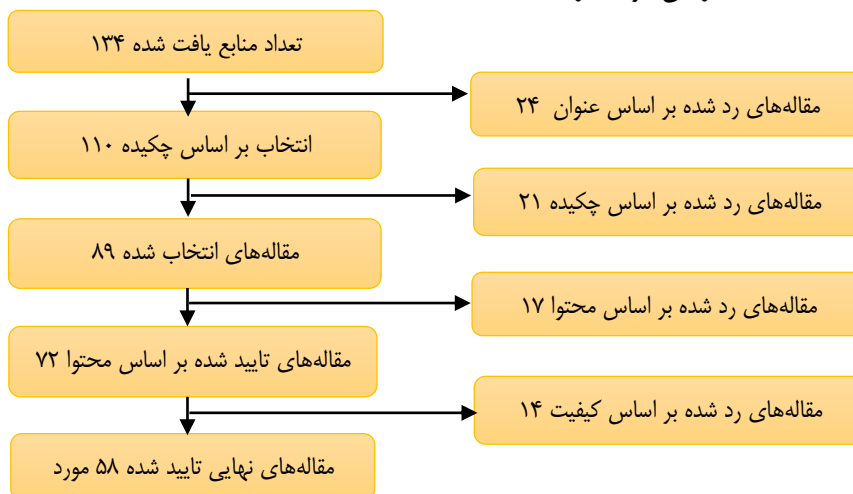 تعداد منابع یافت شده ۱۳۴
مقاله‌های رد شده بر اساس عنوان ۲۴
انتخاب بر اساس چکیده ۱۱۰
مقاله‌های رد شده بر اساس چکیده ۲۱
مقاله‌های انتخاب شده ۸۹
مقاله‌های رد شده بر اساس محتوا ۱۷
مقاله‌های تایید شده بر اساس محتوا ۷۲
مقاله‌های رد شده بر اساس کیفیت ۱۴
مقاله‌های نهایی تایید شده ۵۸ مورد